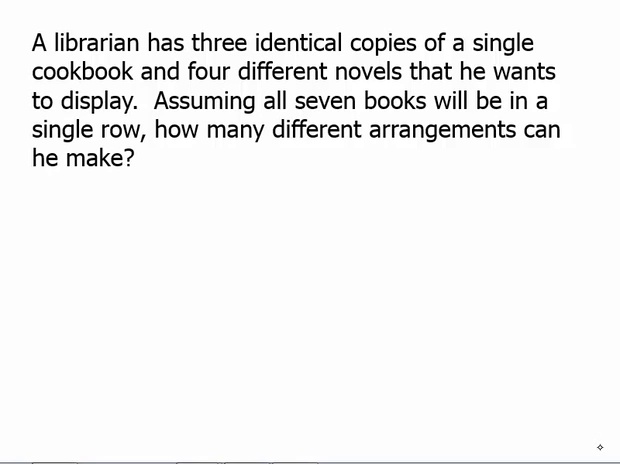 A librarian has three identical copies of a single
cookbook and four different novels that he wants
to display.  Assuming all seven books will be in a
single row, how many different arrangements can
he make?